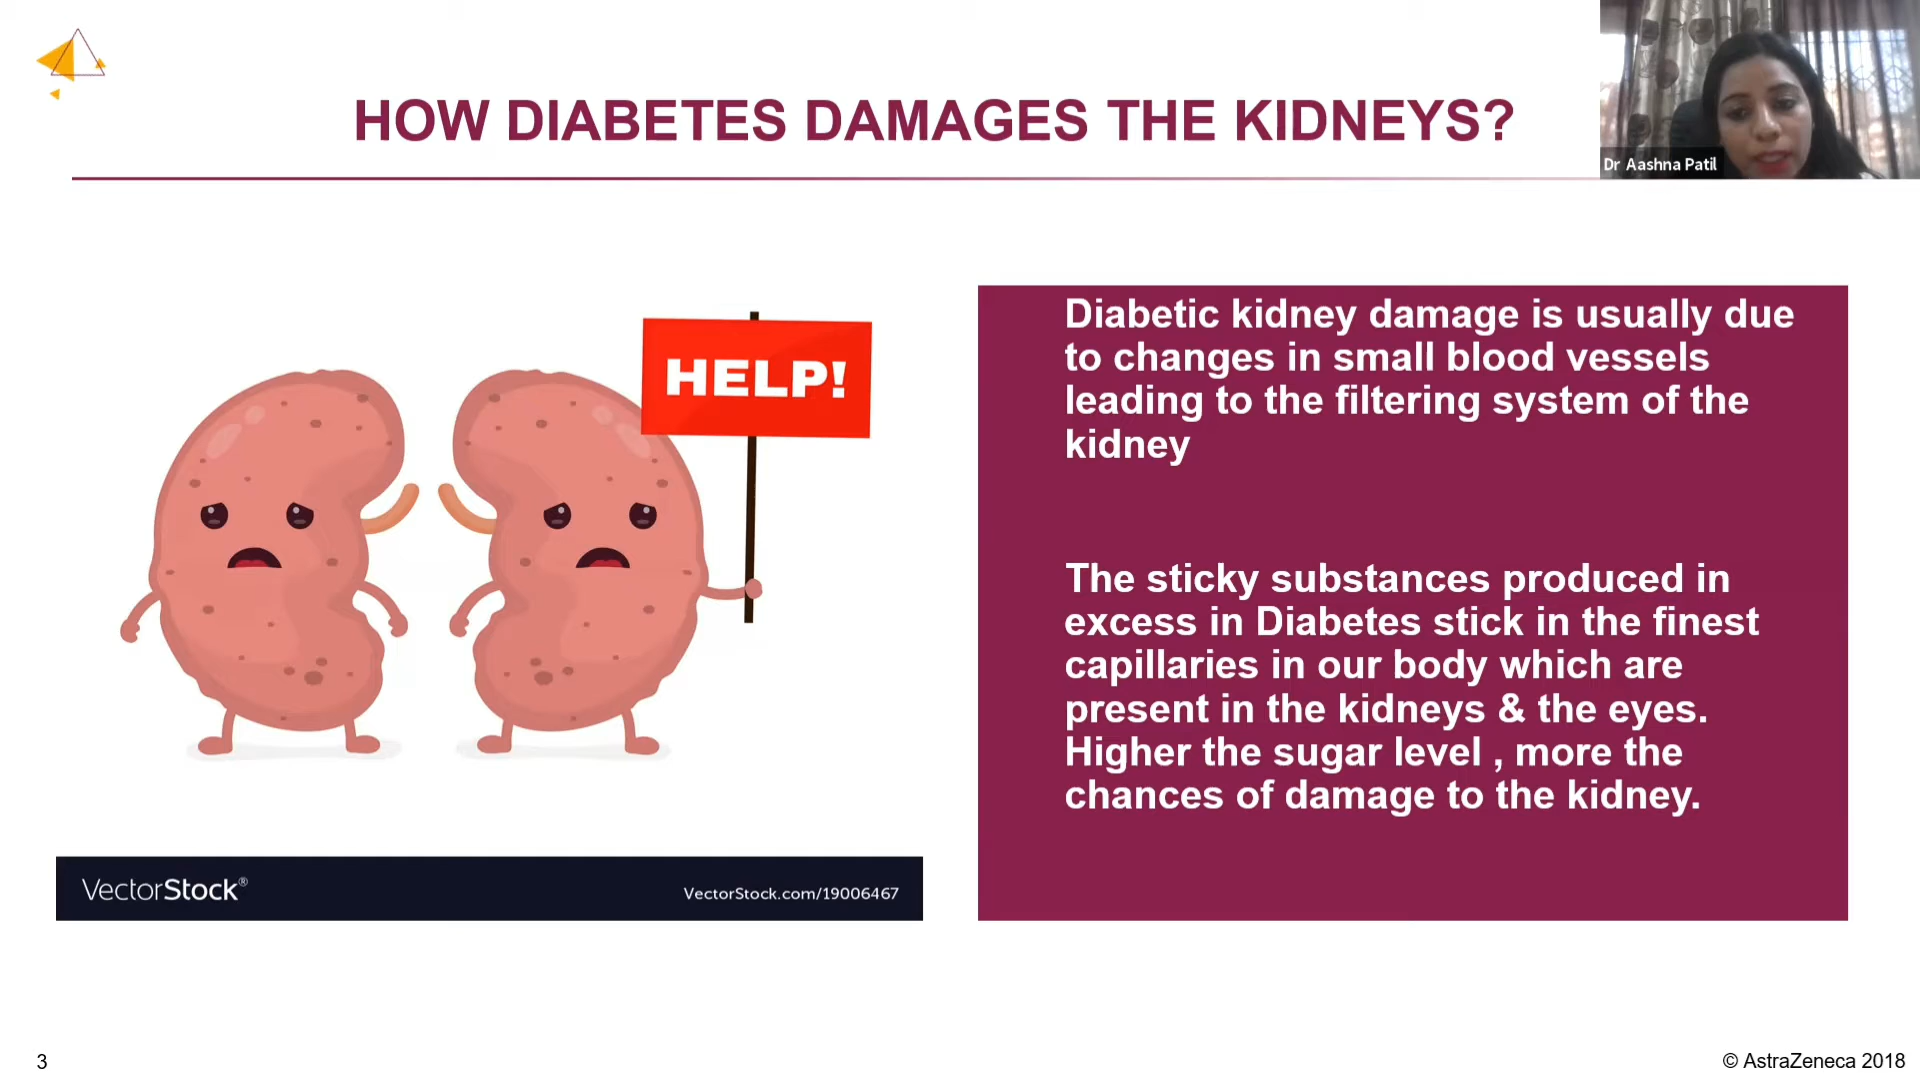 HOW DIABETES DAMAGES THE KIDNEYS?
Dr Aashna Patil
HELP!
VectorStock®
VectorStock.com/19006467
Diabetic kidney damage is usually due
to changes in small blood vessels
leading to the filtering system of the
kidney
The sticky substances produced in
excess in Diabetes stick in the finest
capillaries in our body which are
present in the kidneys & the eyes.
Higher the sugar level , more the
chances of damage to the kidney.
3
© AstraZeneca 2018